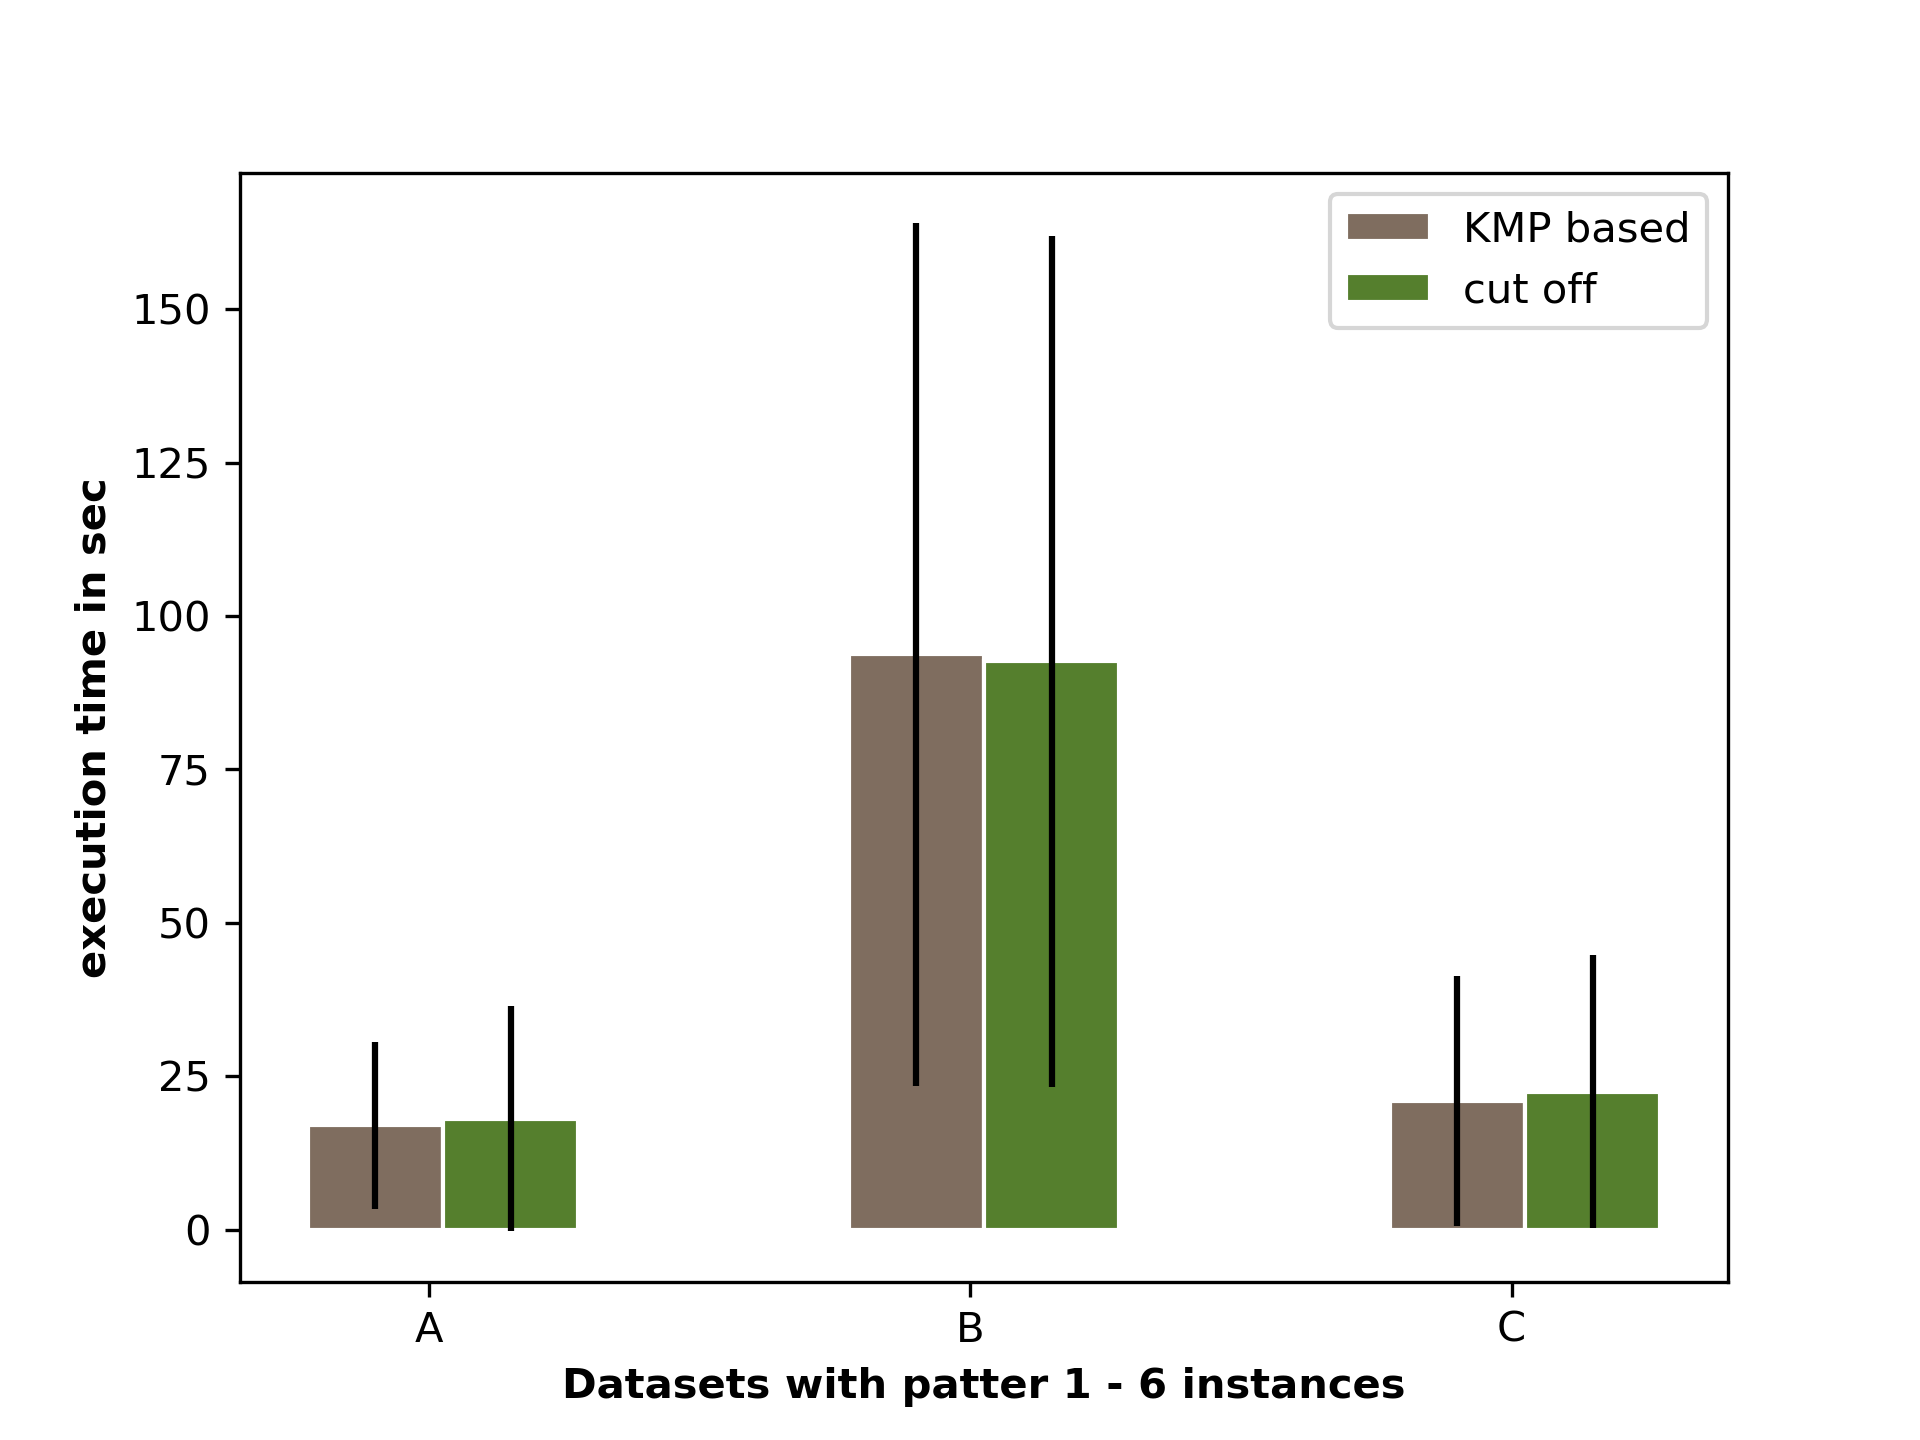 KMP based
cut off
150
125
100
75
50
25
0
execution time in sec
A
B
C
Datasets with patter 1 - 6 instances